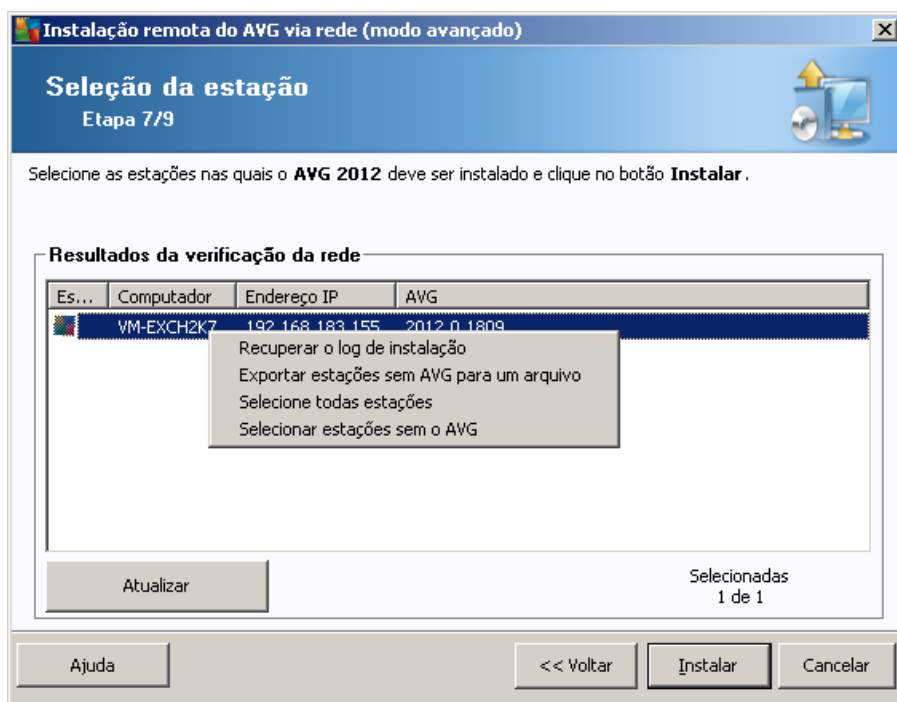 Instalação remota do AVG via rede (modo avançado)
Seleção da estação
Etapa 7/9
Selecione as estações nas quais o AVG 2012 deve ser instalado e clique no botão Instalar.
Resultados da verificação da rede
Es... Computador Endereço IP AVG
VM-EXCH2K7 192.168.183.155 2012.0.1809
Recuperar o log de instalação
Exportar estações sem AVG para um arquivo
Selecione todas estações
Selecionar estações sem o AVG
Atualizar
Selecionadas
1 de 1
Ajuda << Voltar Instalar Cancelar